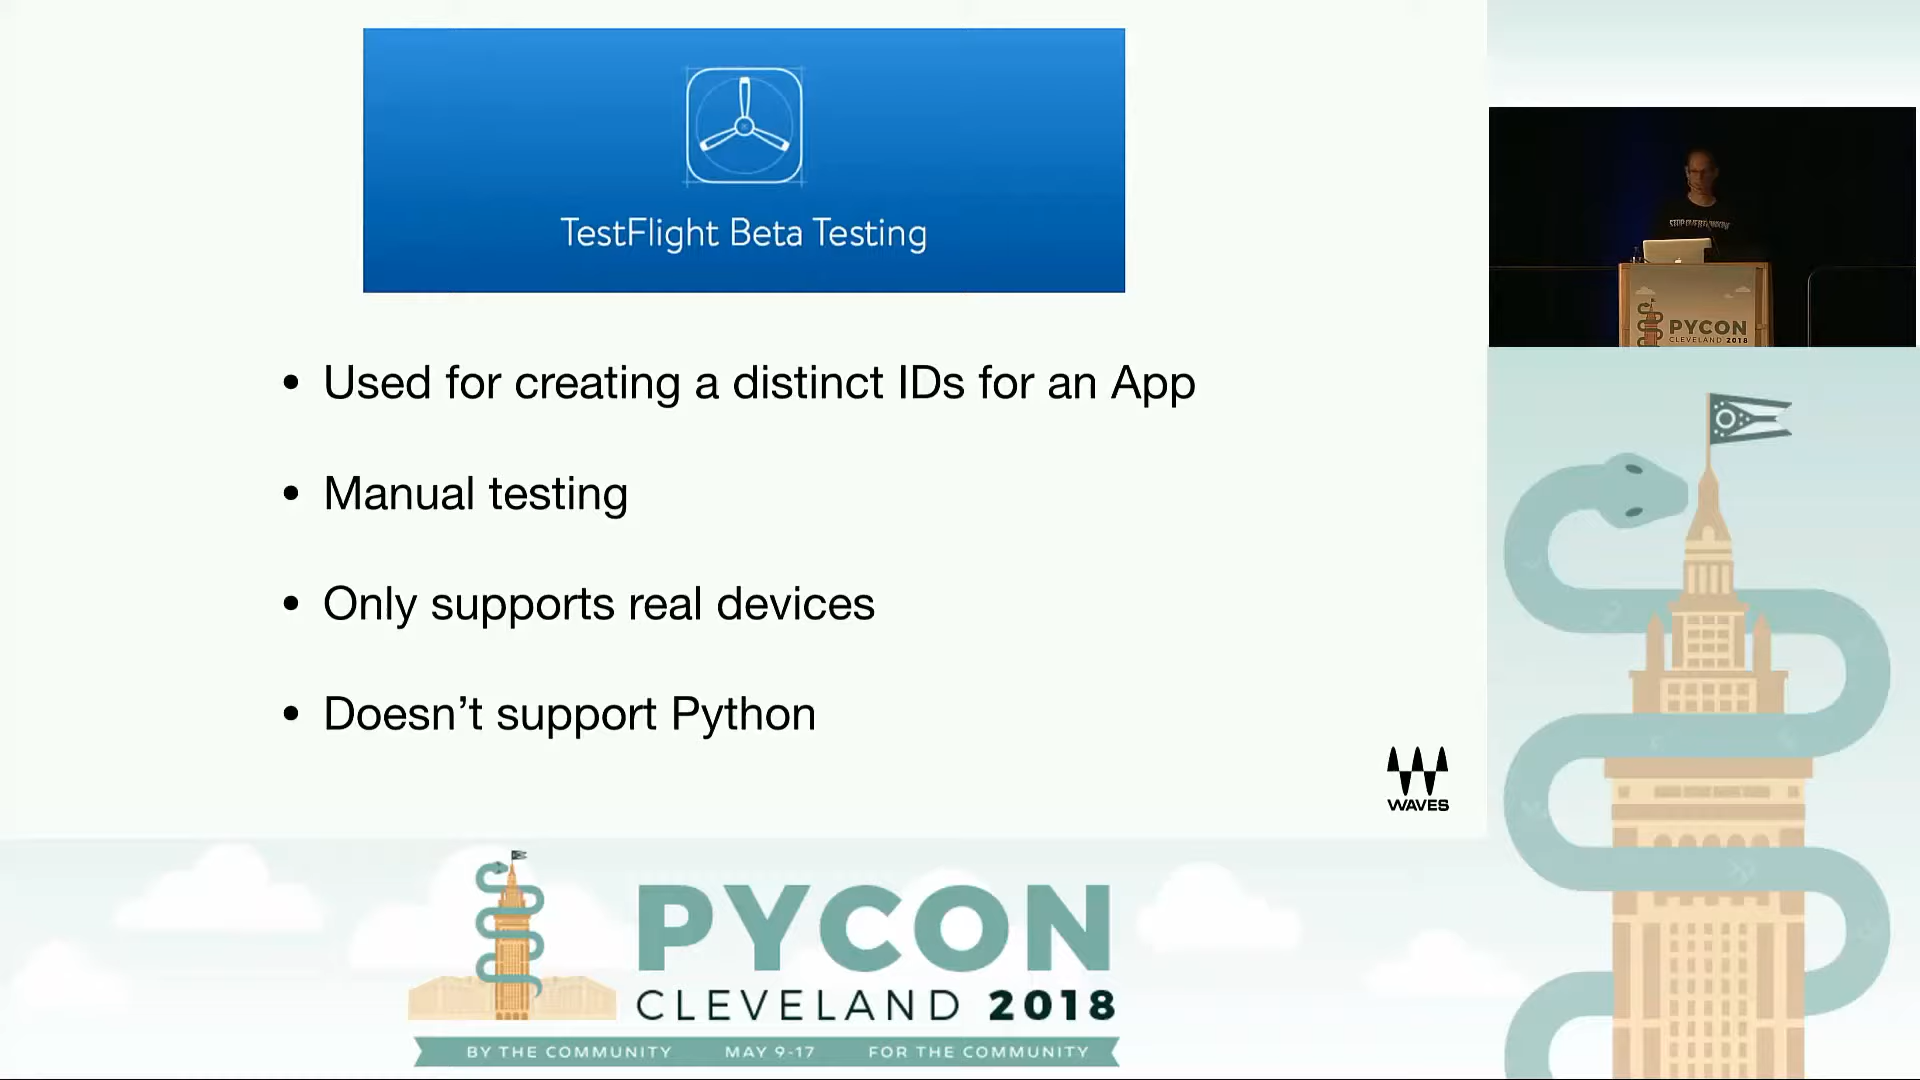 TestFlight Beta Testing
• Used for creating a distinct IDs for an App
• Manual testing
• Only supports real devices
• Doesn’t support Python
WAVES
PYCON
CLEVELAND 2018
PYCON
CLEVELAND 2018
BY THE COMMUNITY MAY 9-17 FOR THE COMMUNITY